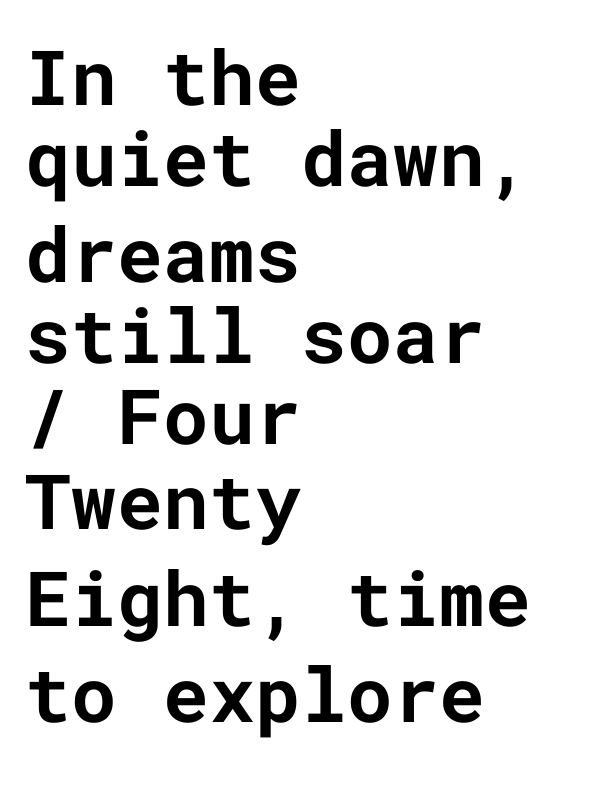 In the
quiet dawn,
dreams
still soar
/ Four
Twenty
Eight, time
to explore